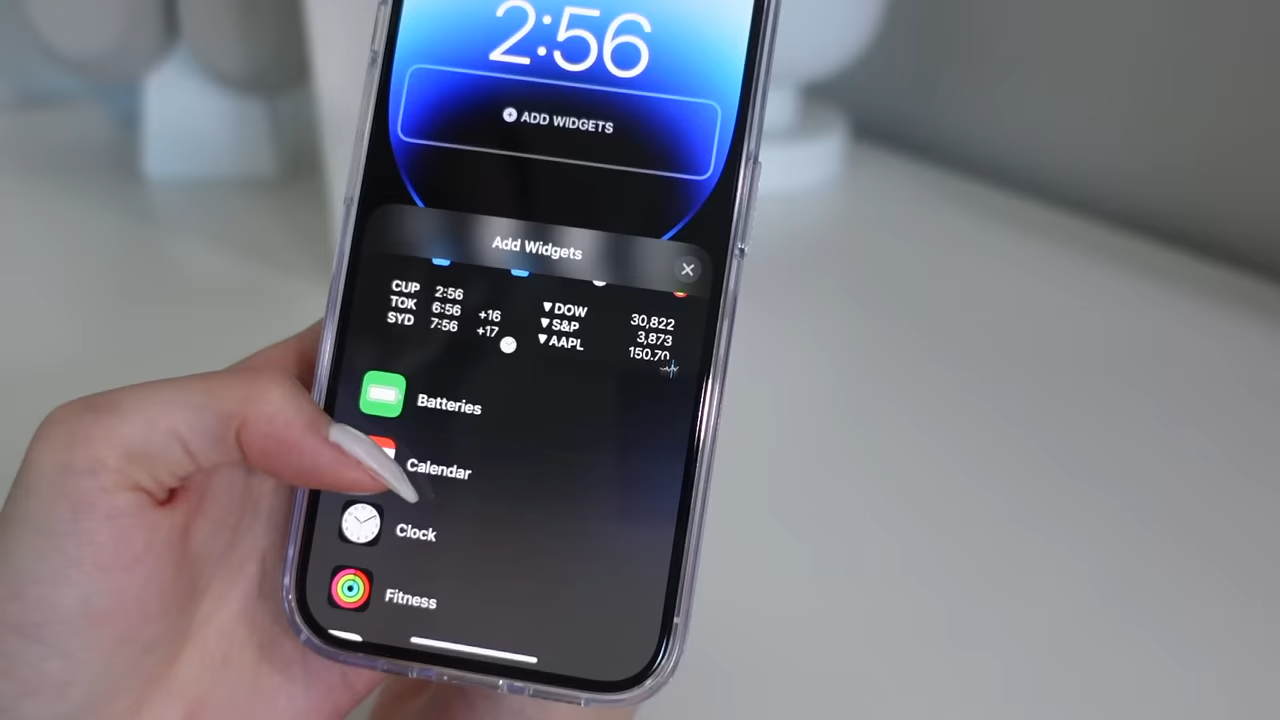 2:56
ADD WIDGETS
Add Widgets
CUP 2:56
TOK 6:56 +16
SYD 7:56 +17
▼DOW 30,822
▼S&P 3,873
▼AAPL 150.70
Batteries
Calendar
Clock
Fitness